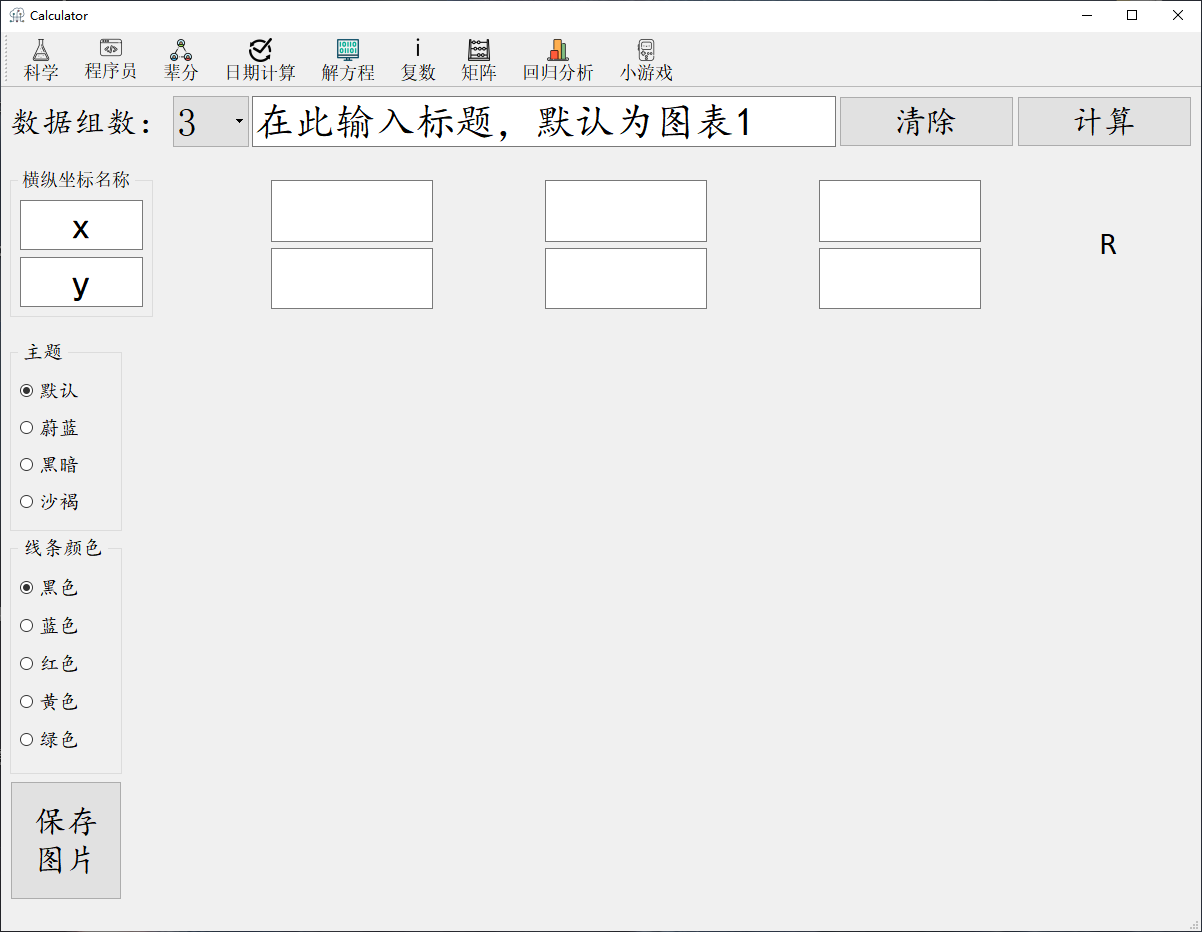 Calculator
科学 程序员 辈分 日期计算 解方程 复数 矩阵 回归分析 小游戏
数据组数： 3 在此输入标题，默认为图表1 清除 计算
横纵坐标名称
x
y
R
主题
默认
蔚蓝
黑暗
沙褐
线条颜色
黑色
蓝色
红色
黄色
绿色
保存
图片